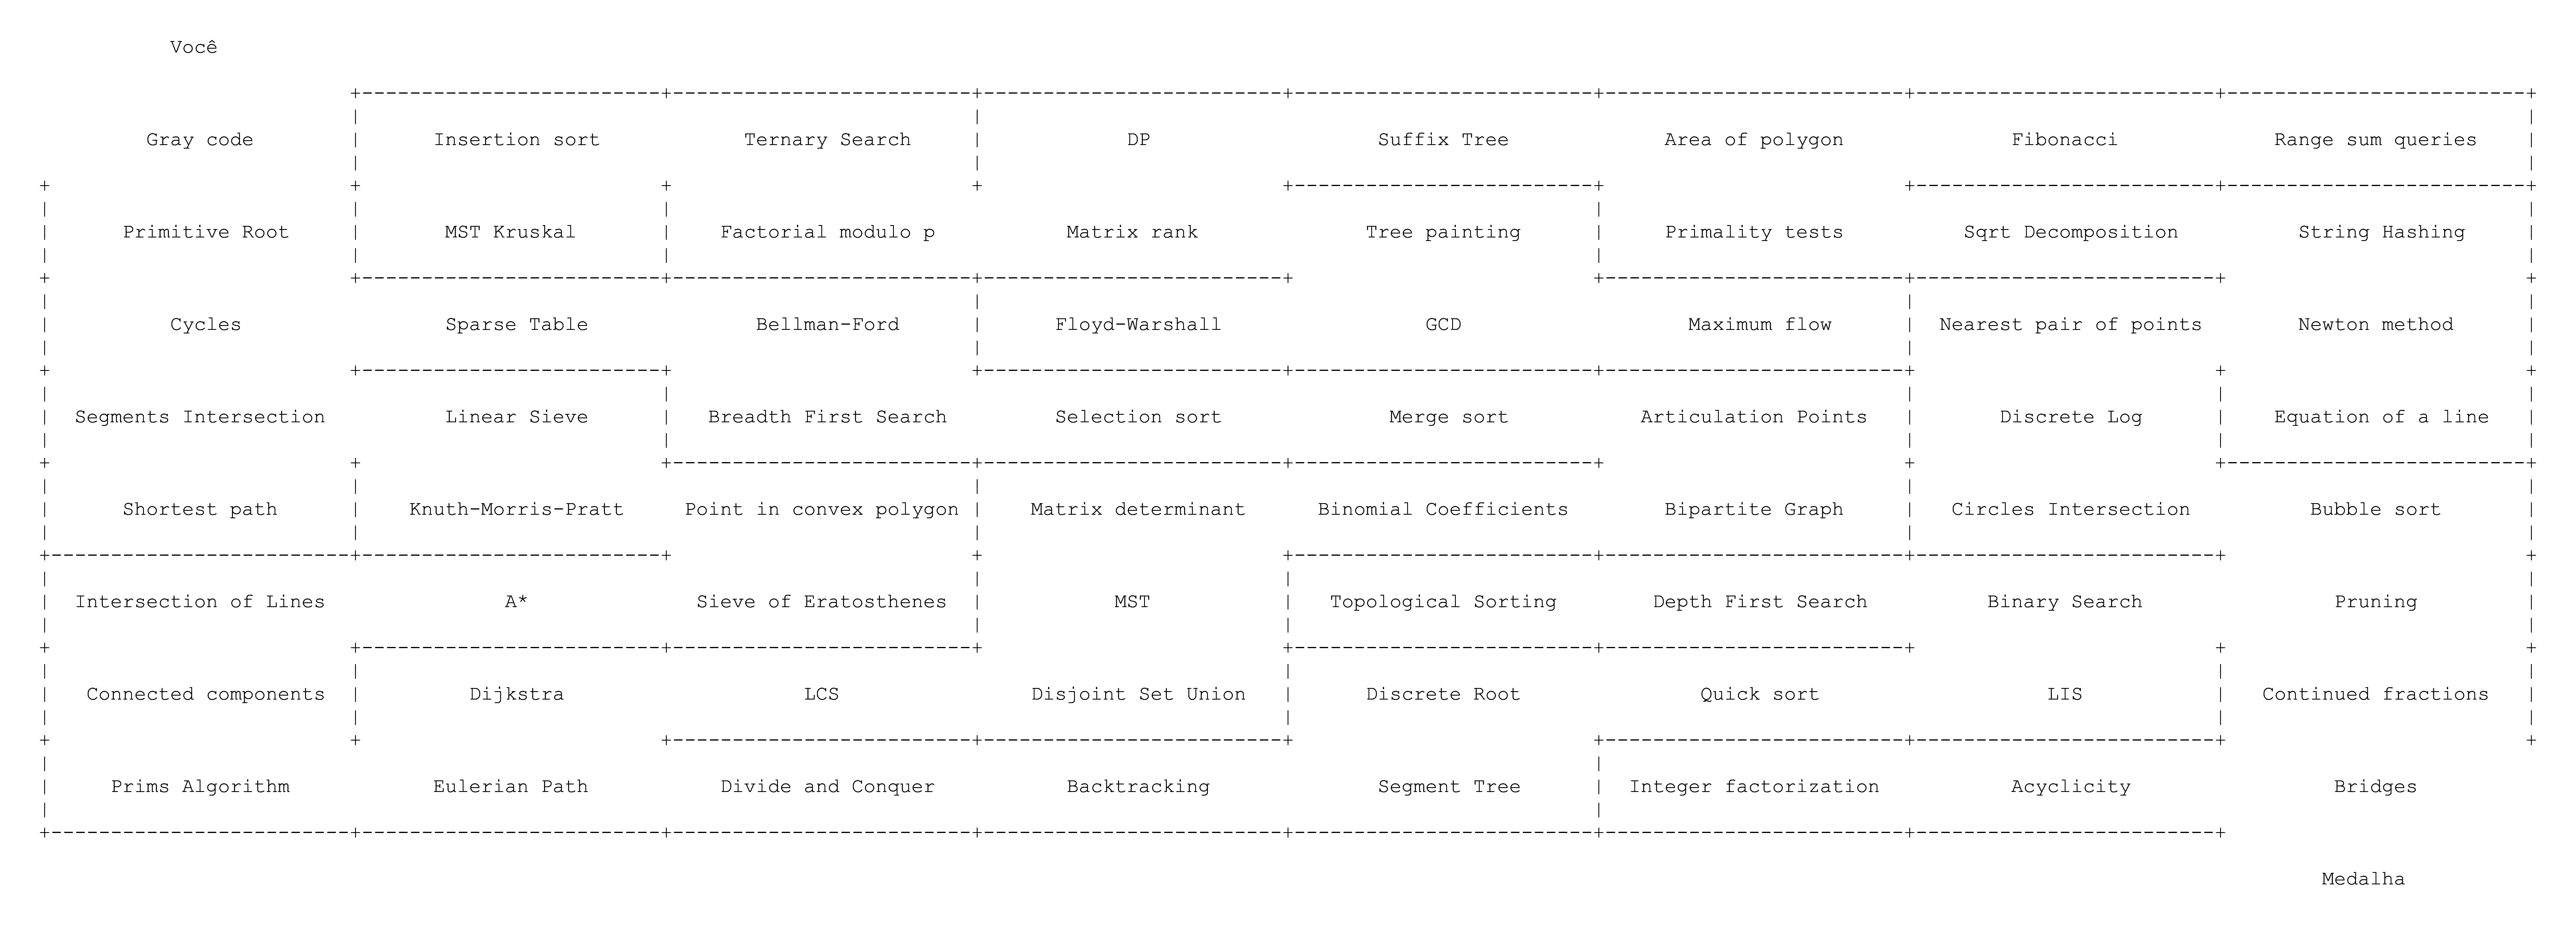 Você
Gray code Insertion sort Ternary Search DP Suffix Tree Area of polygon Fibonacci Range sum queries
Primitive Root MST Kruskal Factorial modulo p Matrix rank Tree painting Primality tests Sqrt Decomposition String Hashing
Cycles Sparse Table Bellman-Ford Floyd-Warshall GCD Maximum flow Nearest pair of points Newton method
Segments Intersection Linear Sieve Breadth First Search Selection sort Merge sort Articulation Points Discrete Log Equation of a line
Shortest path Knuth-Morris-Pratt Point in convex polygon Matrix determinant Binomial Coefficients Bipartite Graph Circles Intersection Bubble sort
Intersection of Lines A* Sieve of Eratosthenes MST Topological Sorting Depth First Search Binary Search Pruning
Connected components Dijkstra LCS Disjoint Set Union Discrete Root Quick sort LIS Continued fractions
Prims Algorithm Eulerian Path Divide and Conquer Backtracking Segment Tree Integer factorization Acyclicity Bridges
Medalha